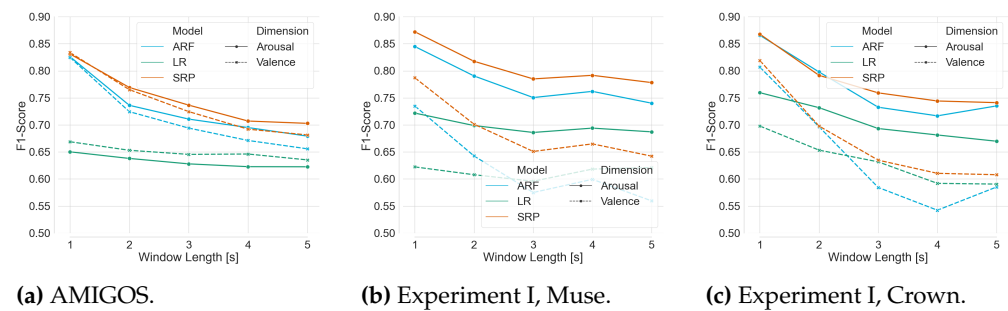 0.90
0.85
0.80
0.75
0.70
0.65
0.60
0.55
0.50
F1-Score
Model
ARF
LR
SRP
Dimension
Arousal
Valence
1 2 3 4 5
Window Length [s]
(a) AMIGOS.
0.90
0.85
0.80
0.75
0.70
0.65
0.60
0.55
0.50
F1-Score
Model
ARF
LR
SRP
Dimension
Arousal
Valence
1 2 3 4 5
Window Length [s]
(b) Experiment I, Muse.
0.90
0.85
0.80
0.75
0.70
0.65
0.60
0.55
0.50
F1-Score
Model
ARF
LR
SRP
Dimension
Arousal
Valence
1 2 3 4 5
Window Length [s]
(c) Experiment I, Crown.